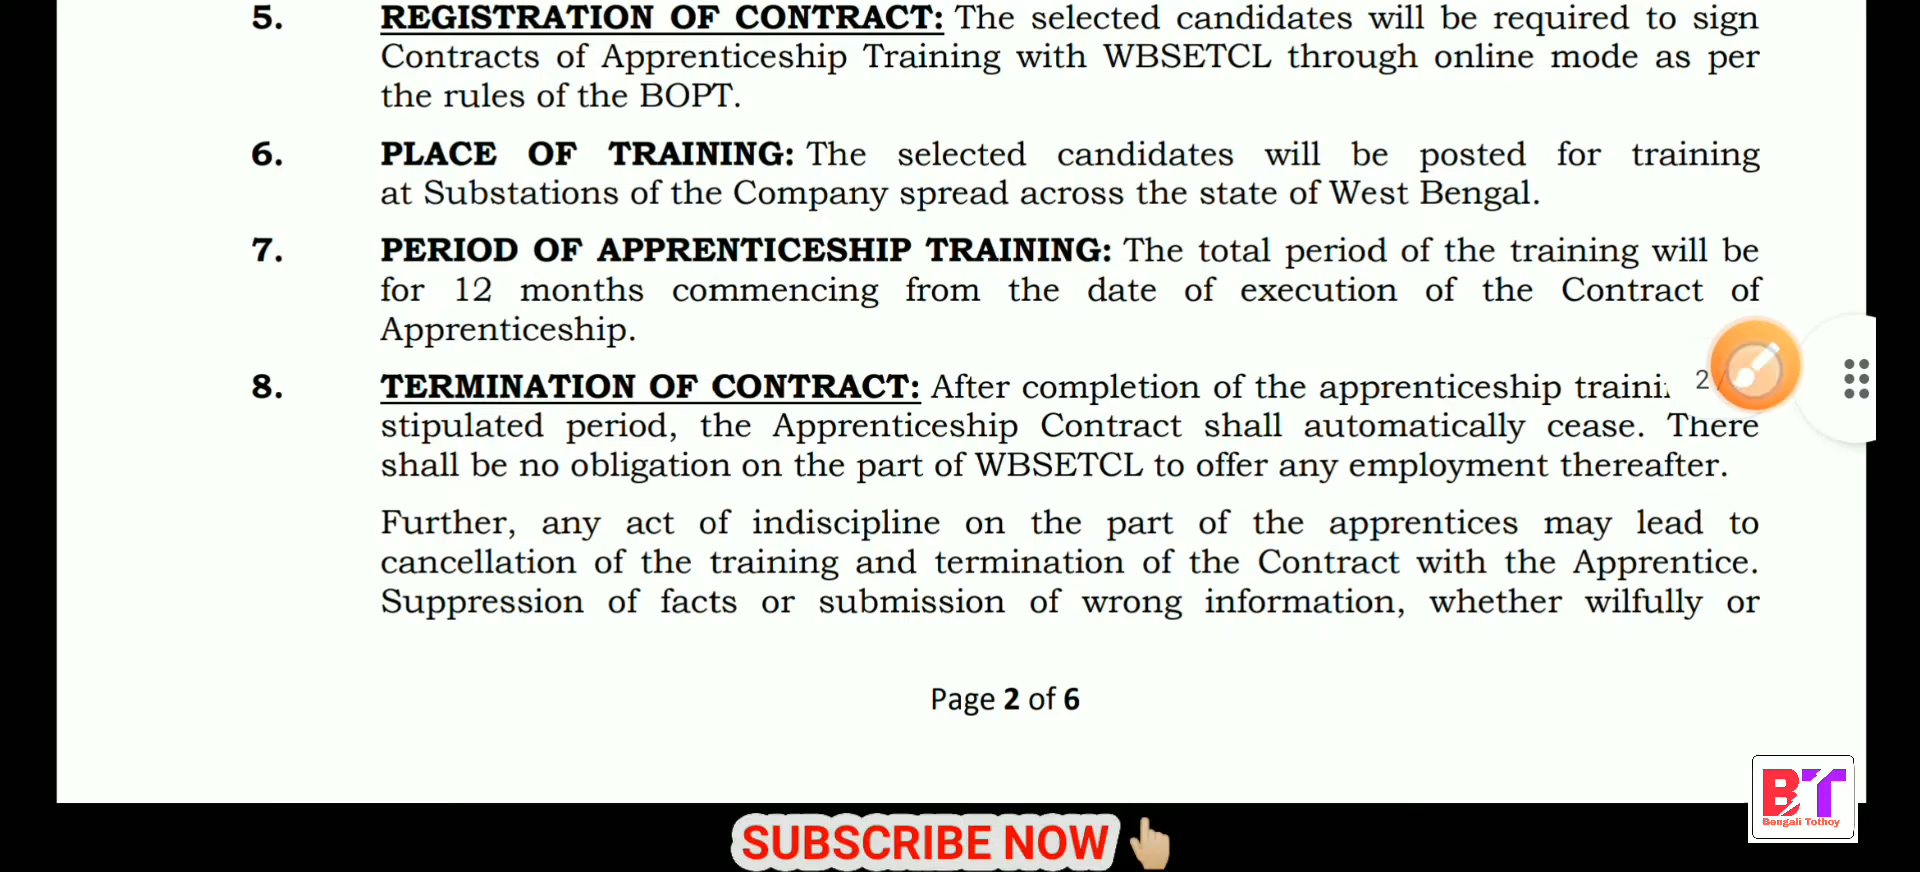 5. REGISTRATION OF CONTRACT: The selected candidates will be required to sign
Contracts of Apprenticeship Training with WBSETCL through online mode as per
the rules of the BOPT.
6. PLACE OF TRAINING: The selected candidates will be posted for training
at Substations of the Company spread across the state of West Bengal.
7. PERIOD OF APPRENTICESHIP TRAINING: The total period of the training will be
for 12 months commencing from the date of execution of the Contract of
Apprenticeship.
8. TERMINATION OF CONTRACT: After completion of the apprenticeship
2
stipulated period, the Apprenticeship Contract shall automatically cease. There
shall be no obligation on the part of WBSETCL to offer any employment thereafter.
Further, any act of indiscipline on the part of the apprentices may lead to
cancellation of the training and termination of the Contract with the Apprentice.
Suppression of facts or submission of wrong information, whether wilfully or
Page 2 of 6
BT
Bengali Tothoy
SUBSCRIBE NOW